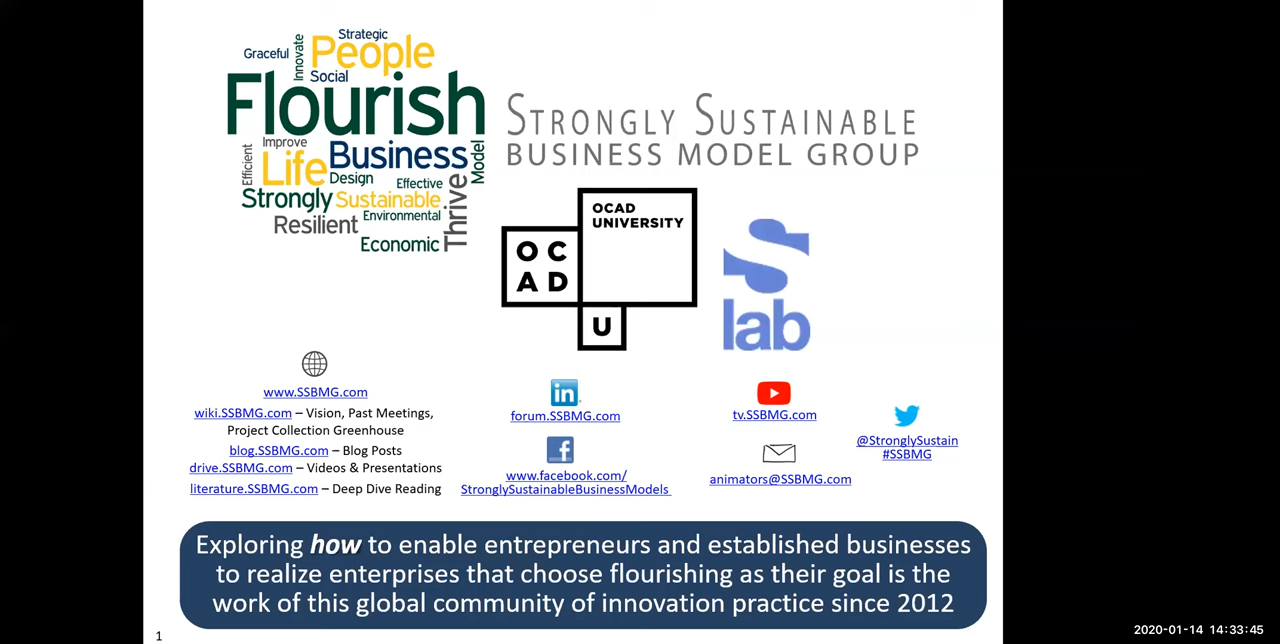 Strategic
Graceful
Innovate
People
Social
Flourish
Improve
Efficient
Life
Business
Model
Design
Effective
Strongly
Sustainable
Thrive
Resilient
Environmental
Economic
STRONGLY SUSTAINABLE
BUSINESS MODEL GROUP
OCAD
UNIVERSITY
O C
A D
U
S
lab
www.SSBMG.com
wiki.SSBMG.com – Vision, Past Meetings,
Project Collection Greenhouse
blog.SSBMG.com – Blog Posts
drive.SSBMG.com – Videos & Presentations
literature.SSBMG.com – Deep Dive Reading
in
forum.SSBMG.com
f
www.facebook.com/
StronglySustainableBusinessModels
tv.SSBMG.com
animators@SSBMG.com
@StronglySustain
#SSBMG
Exploring how to enable entrepreneurs and established businesses
to realize enterprises that choose flourishing as their goal is the
work of this global community of innovation practice since 2012
1
2020-01-14 14:33:45